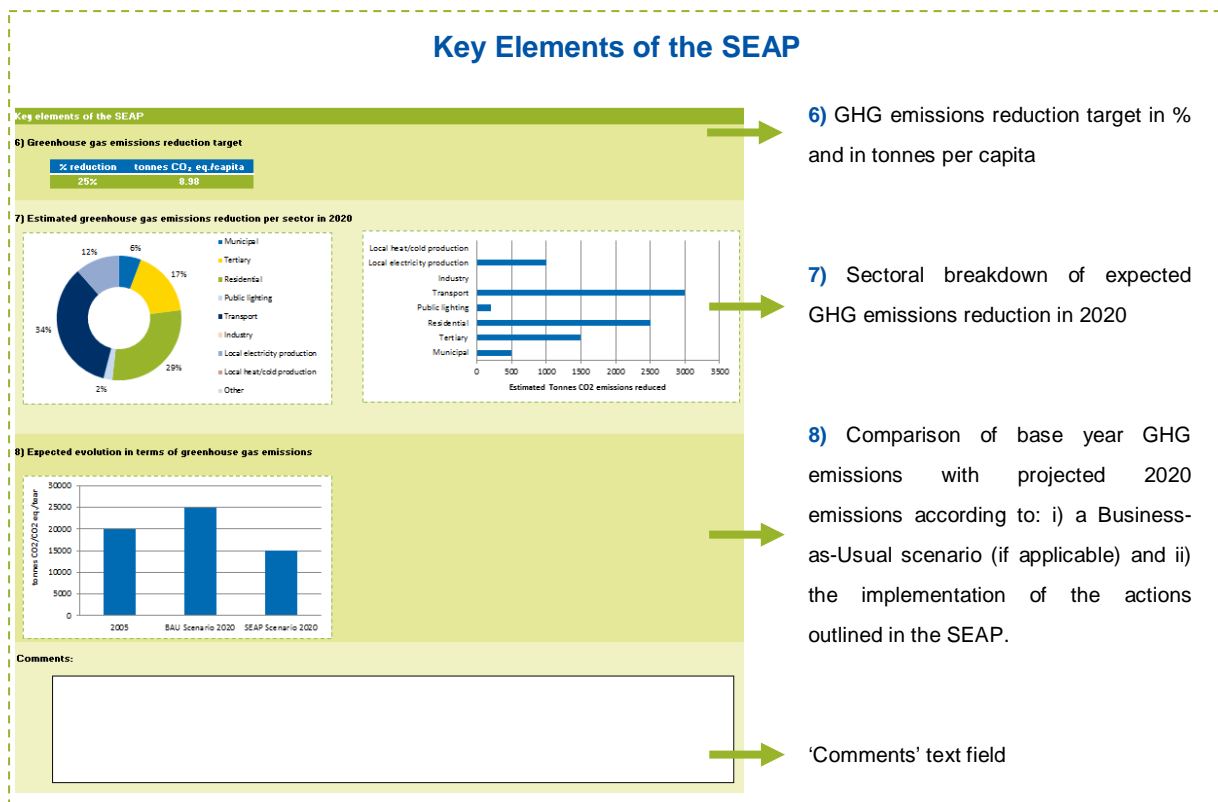 Key Elements of the SEAP
Key elements of the SEAP
6) Greenhouse gas emissions reduction target
% reduction tonnes CO₂ eq./capita
25% 8.98
6) GHG emissions reduction target in %
and in tonnes per capita
7) Estimated greenhouse gas emissions reduction per sector in 2020
12%
6%
17%
34%
29%
2%
Municipal
Tertiary
Residential
Public lighting
Transport
Industry
Local electricity production
Local heat/cold production
Other
Local heat/cold production
Local electricity production
Industry
Transport
Public lighting
Residential
Tertiary
Municipal
0 500 1000 1500 2000 2500 3000 3500
Estimated Tonnes CO2 emissions reduced
7) Sectoral breakdown of expected
GHG emissions reduction in 2020
8) Expected evolution in terms of greenhouse gas emissions
tonnes CO2/CO2 eq./tear
30000
25000
20000
15000
10000
5000
0
2005 BAU Scenario 2020 SEAP Scenario 2020
8) Comparison of base year GHG
emissions with projected 2020
emissions according to: i) a Business-
as-Usual scenario (if applicable) and ii)
the implementation of the actions
outlined in the SEAP.
Comments:
‘Comments’ text field